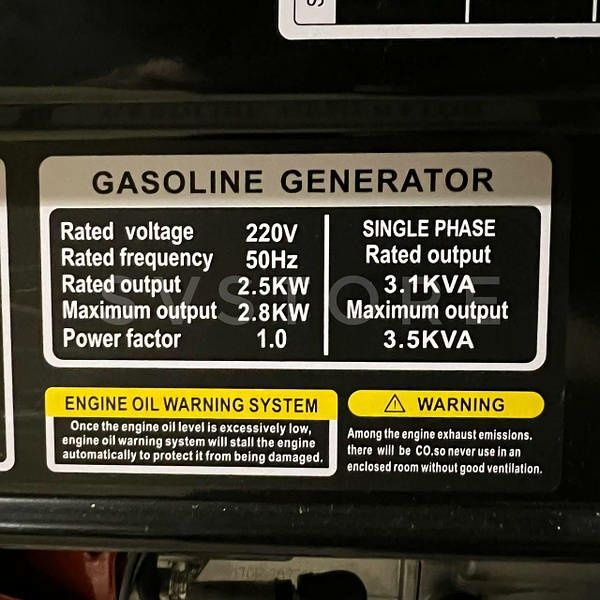 GASOLINE GENERATOR
Rated voltage 220V
Rated frequency 50Hz
Rated output 2.5KW
Maximum output 2.8KW
Power factor 1.0
SINGLE PHASE
Rated output
3.1KVA
Maximum output
3.5KVA
SVSTORE
ENGINE OIL WARNING SYSTEM
Once the engine oil level is excessively low,
engine oil warning system will stall the engine
automatically to protect it from being damaged.
⚠ WARNING
Among the engine exhaust emissions.
there will be CO.so never use in an
enclosed room without good ventilation.